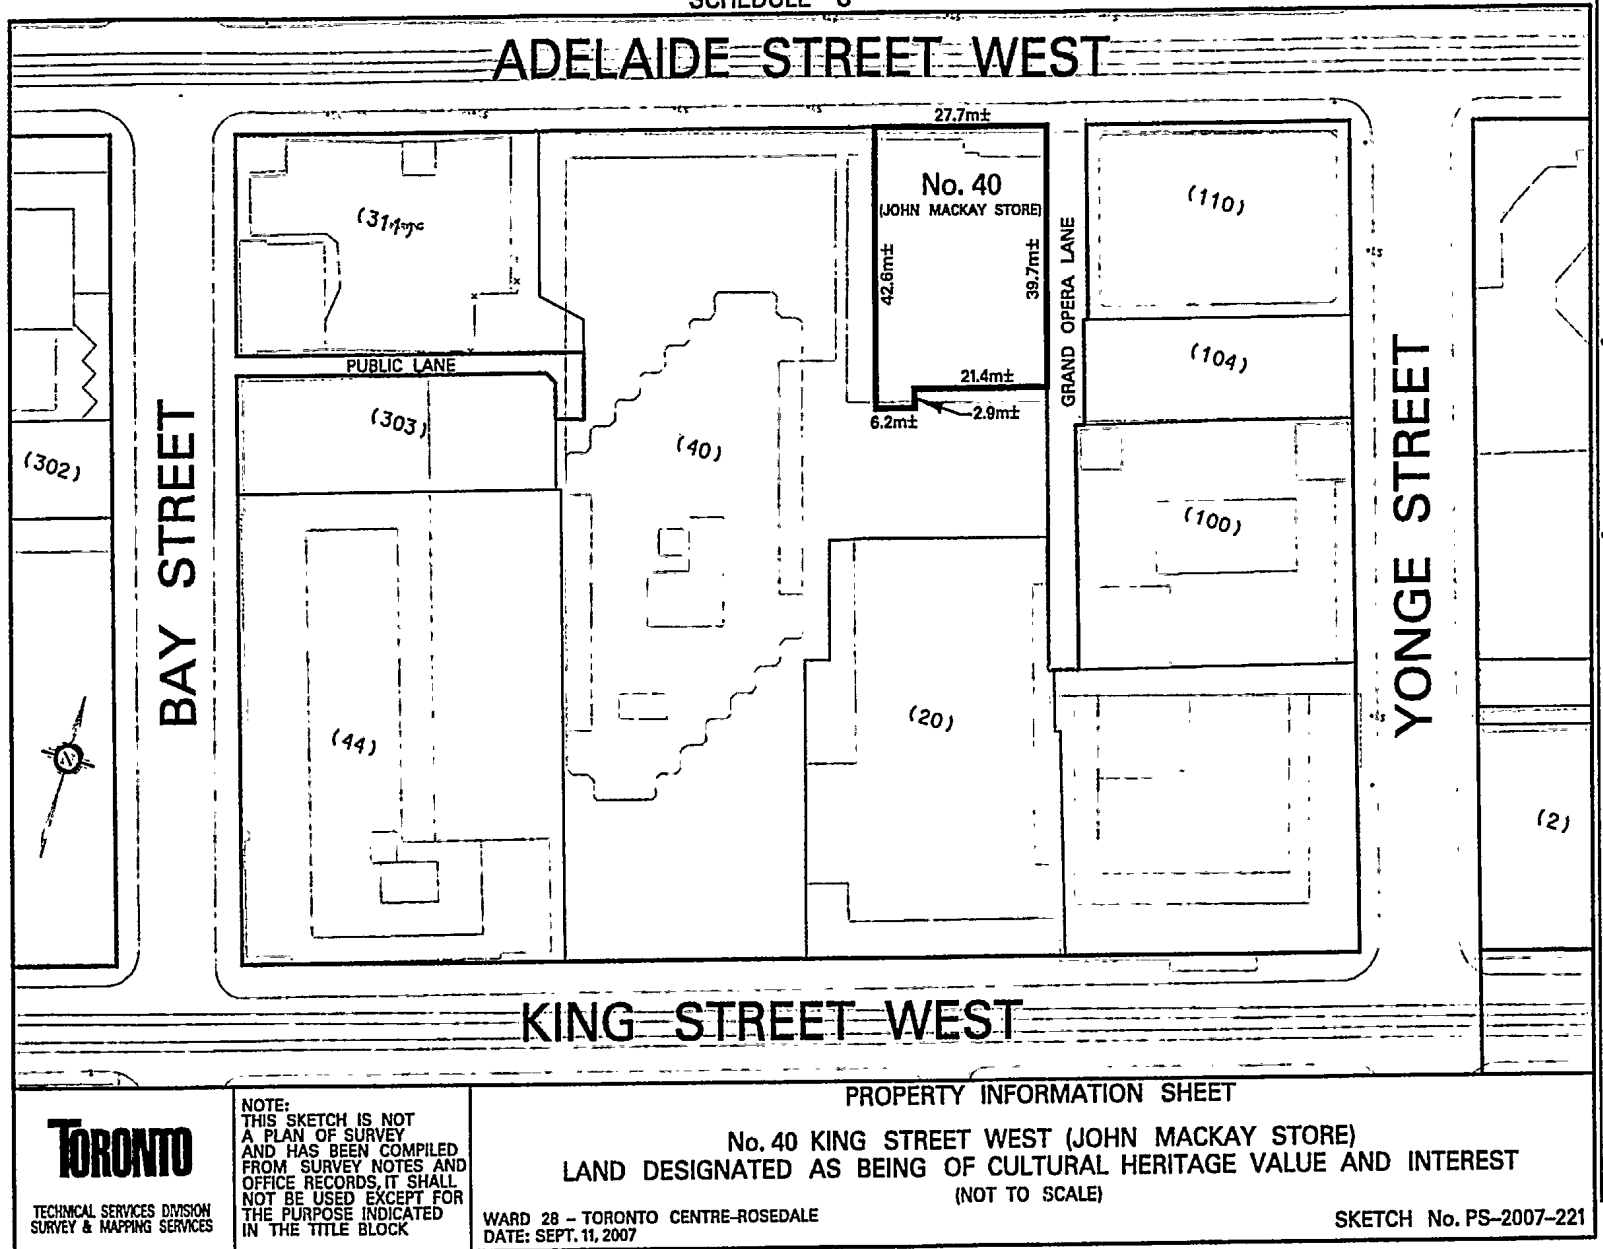 ADELAIDE STREET WEST
27.7m±
No. 40
(JOHN MACKAY STORE)
42.6m±
39.7m±
21.4m±
6.2m±
2.9m±
GRAND OPERA LANE
(110)
(104)
(100)
PUBLIC LANE
(303)
(302)
(40)
(44)
(20)
(2)
BAY STREET
YONGE STREET
N
KING STREET WEST
TORONTO
TECHNICAL SERVICES DIVISION
SURVEY & MAPPING SERVICES
NOTE:
THIS SKETCH IS NOT
A PLAN OF SURVEY
AND HAS BEEN COMPILED
FROM SURVEY NOTES AND
OFFICE RECORDS, IT SHALL
NOT BE USED EXCEPT FOR
THE PURPOSE INDICATED
IN THE TITLE BLOCK
PROPERTY INFORMATION SHEET
No. 40 KING STREET WEST (JOHN MACKAY STORE)
LAND DESIGNATED AS BEING OF CULTURAL HERITAGE VALUE AND INTEREST
(NOT TO SCALE)
WARD 28 – TORONTO CENTRE–ROSEDALE
DATE: SEPT. 11, 2007
SKETCH No. PS–2007–221